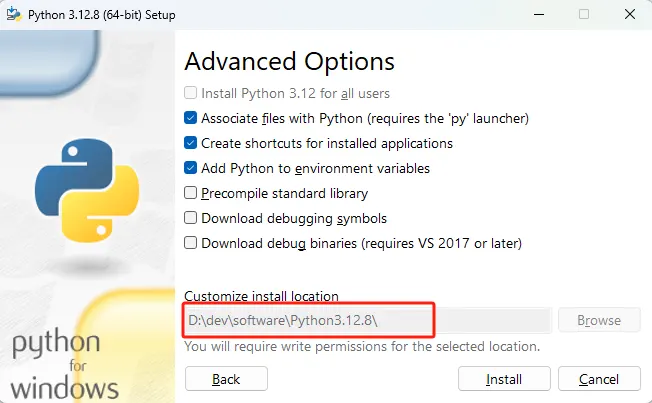 Python 3.12.8 (64-bit) Setup
Advanced Options
Install Python 3.12 for all users
Associate files with Python (requires the 'py' launcher)
Create shortcuts for installed applications
Add Python to environment variables
Precompile standard library
Download debugging symbols
Download debug binaries (requires VS 2017 or later)
Customize install location
D:\dev\software\Python3.12.8\
Browse
You will require write permissions for the selected location.
python
for
windows
Back
Install
Cancel